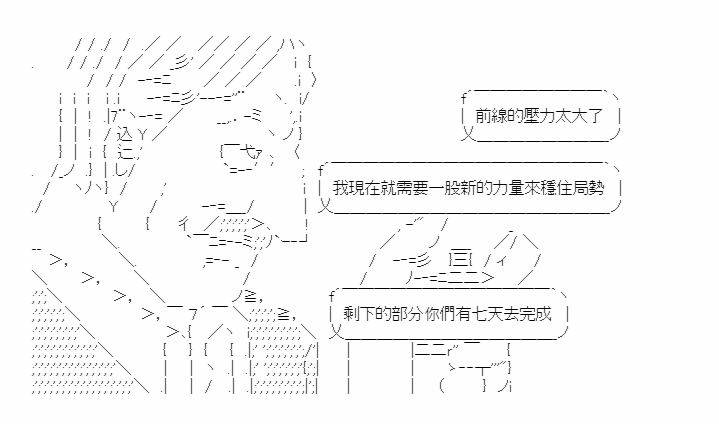 前線的壓力太大了
我現在就需要一股新的力量來穩住局勢
剩下的部分你們有七天去完成